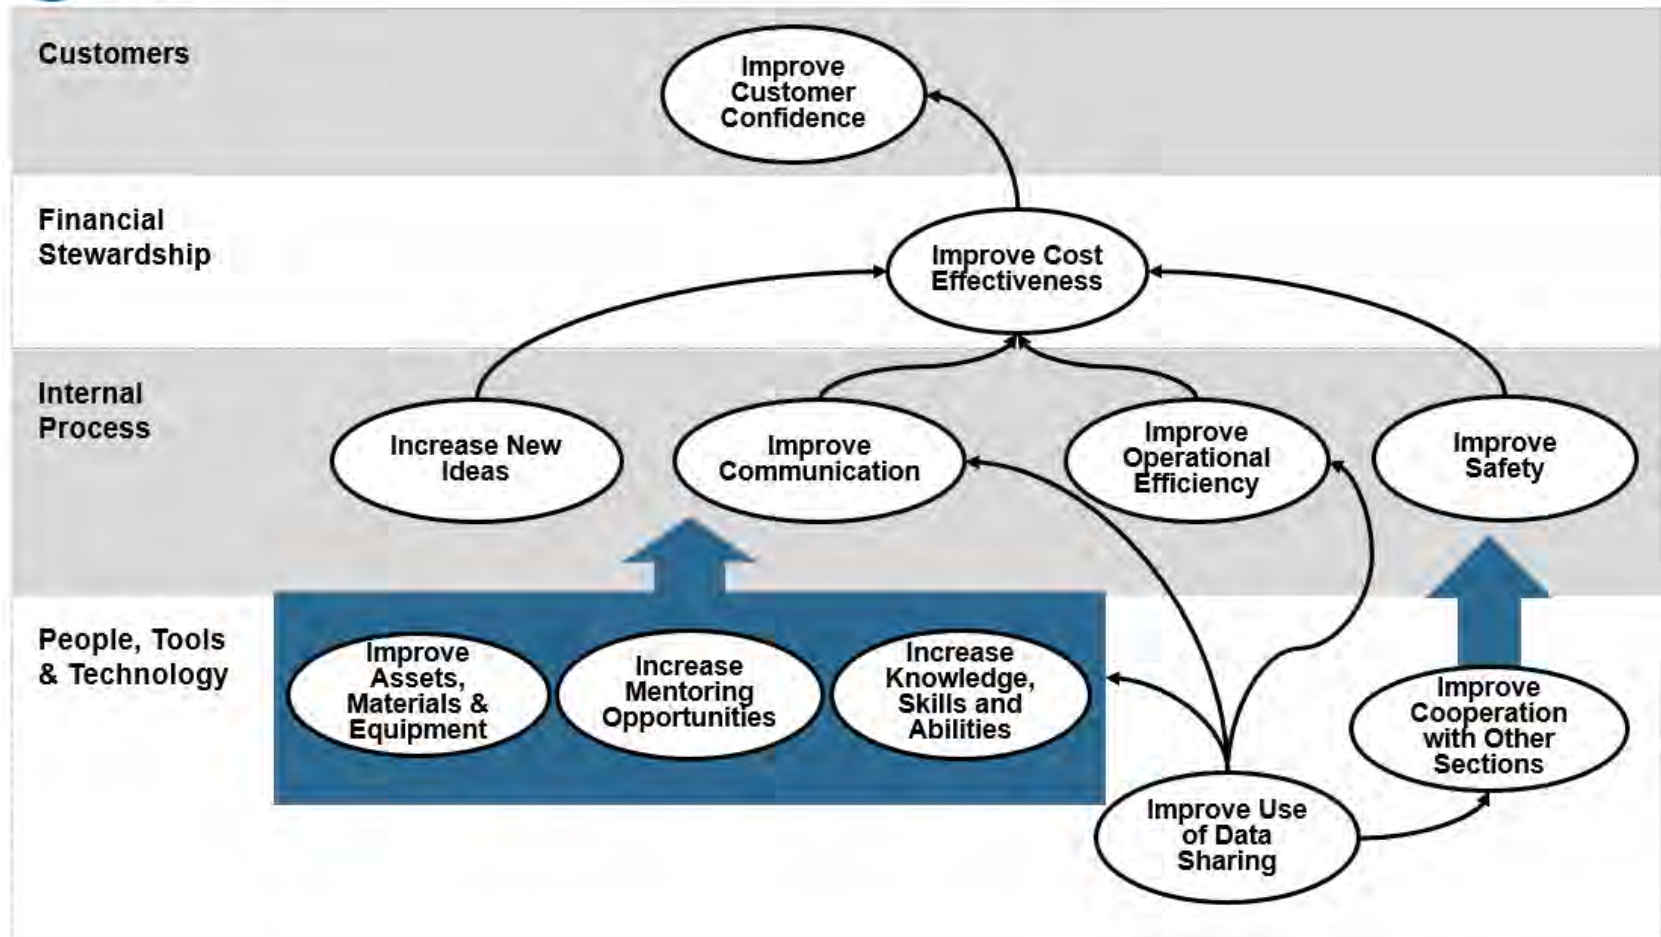 Customers
Improve
Customer
Confidence
Financial
Stewardship
Improve Cost
Effectiveness
Internal
Process
Increase New
Ideas
Improve
Communication
Improve
Operational
Efficiency
Improve
Safety
People, Tools
& Technology
Improve
Assets,
Materials &
Equipment
Increase
Mentoring
Opportunities
Increase
Knowledge,
Skills and
Abilities
Improve
Cooperation
with Other
Sections
Improve Use
of Data
Sharing